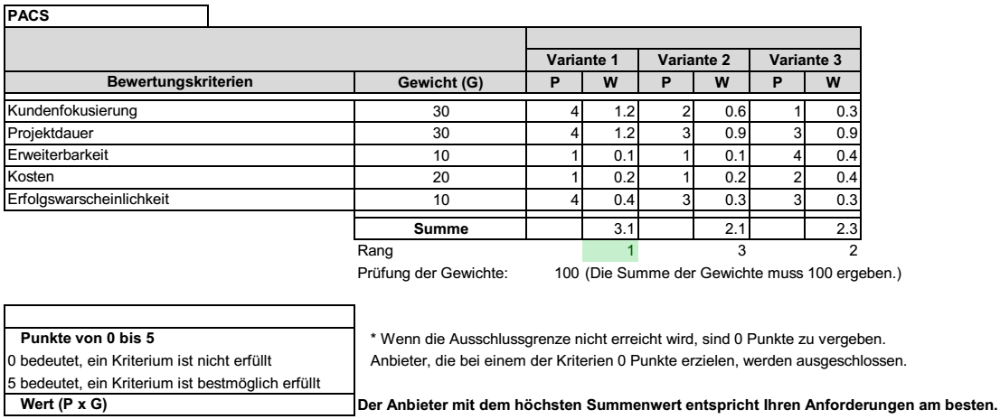 PACS
Variante 1 Variante 2 Variante 3
Bewertungskriterien Gewicht (G) P W P W P W
Kundenfokusierung 30 4 1.2 2 0.6 1 0.3
Projektdauer 30 4 1.2 3 0.9 3 0.9
Erweiterbarkeit 10 1 0.1 1 0.1 4 0.4
Kosten 20 1 0.2 1 0.2 2 0.4
Erfolgswarscheinlichkeit 10 4 0.4 3 0.3 3 0.3
Summe 3.1 2.1 2.3
Rang 1 3 2
Prüfung der Gewichte: 100 (Die Summe der Gewichte muss 100 ergeben.)
Punkte von 0 bis 5 * Wenn die Ausschlussgrenze nicht erreicht wird, sind 0 Punkte zu vergeben.
0 bedeutet, ein Kriterium ist nicht erfüllt Anbieter, die bei einem der Kriterien 0 Punkte erzielen, werden ausgeschlossen.
5 bedeutet, ein Kriterium ist bestmöglich erfüllt
Wert (P x G) Der Anbieter mit dem höchsten Summenwert entspricht Ihren Anforderungen am besten.